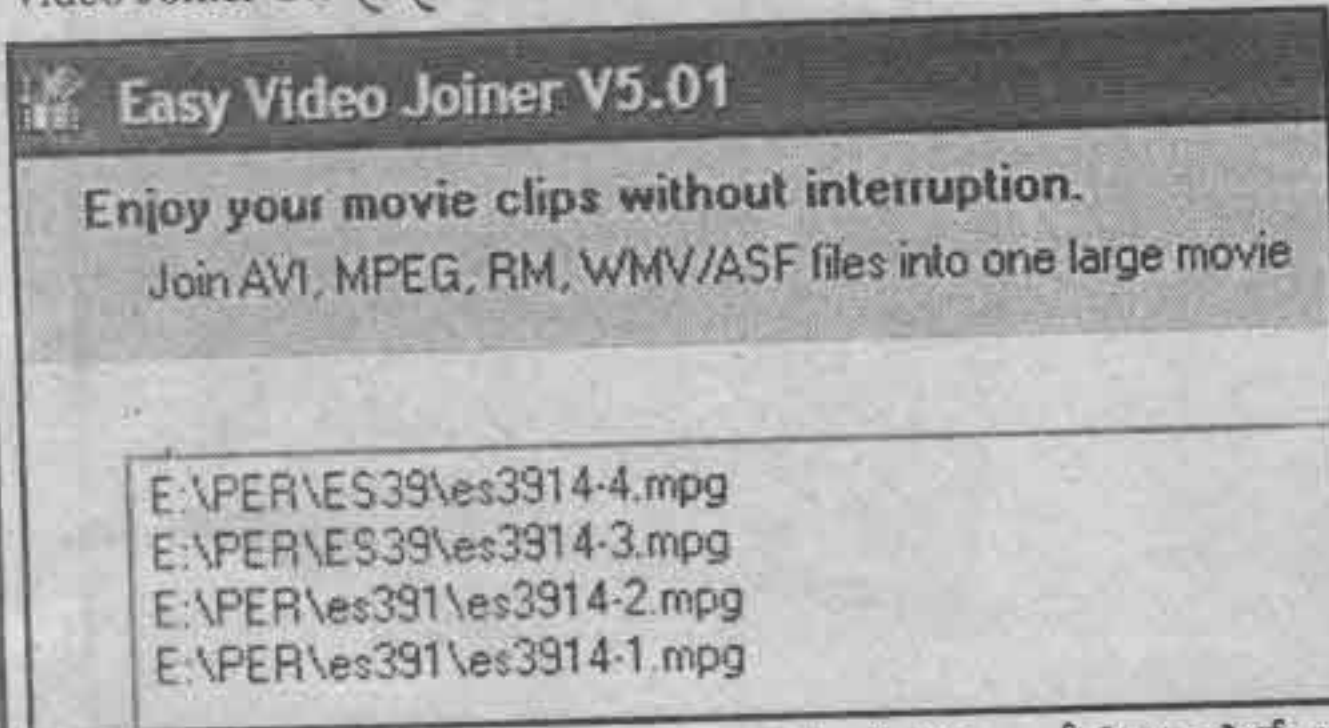 Video Joiner
Easy Video Joiner V5.01
Enjoy your movie clips without interruption.
Join AVI, MPEG, RM, WMV/ASF files into one large movie
E:\PER\ES39\es3914-4.mpg
E:\PER\ES39\es3914-3.mpg
E:\PER\es391\es3914-2.mpg
E:\PER\es391\es3914-1.mpg